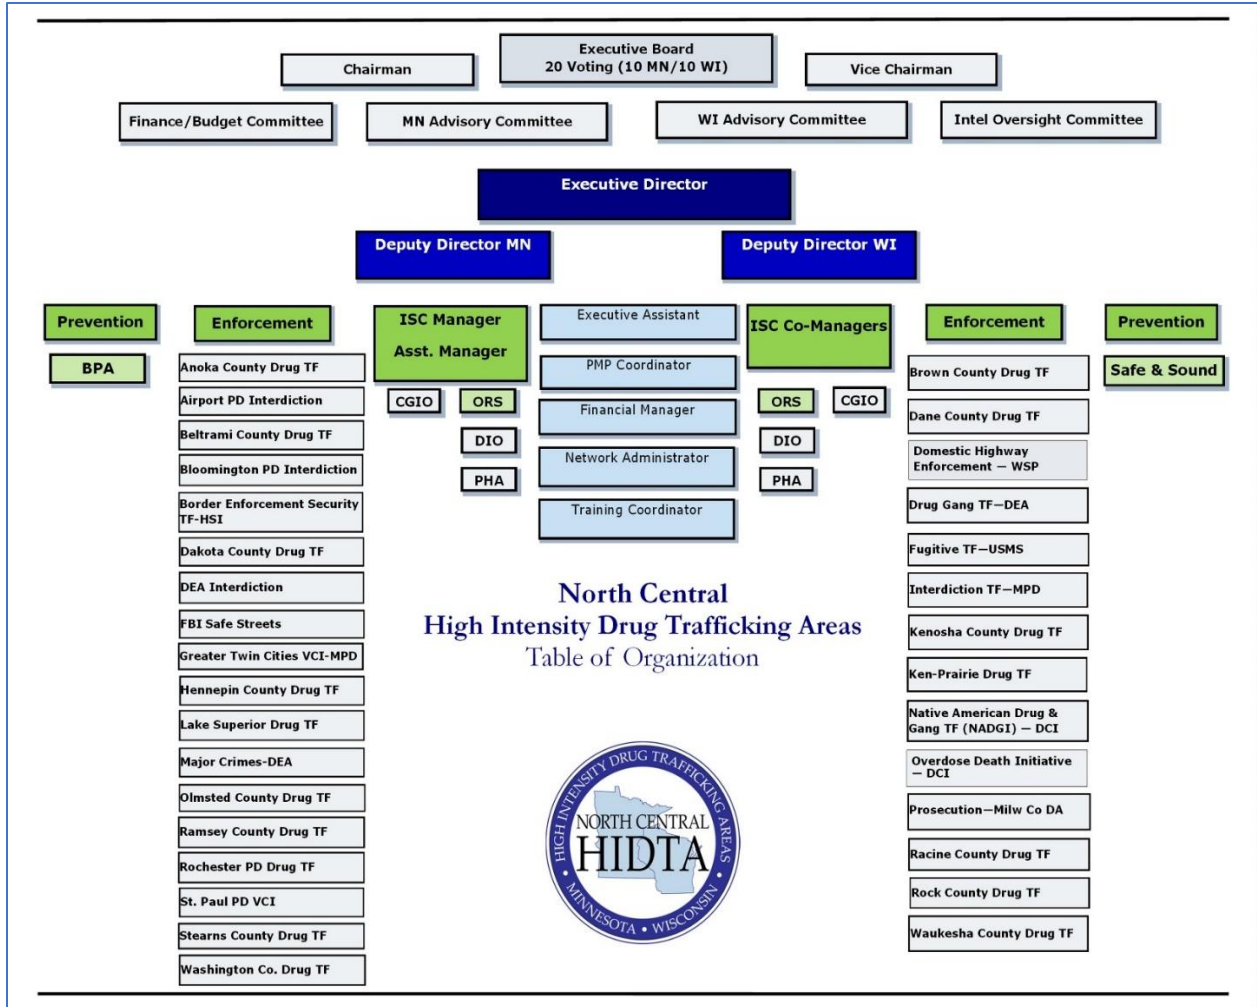 Executive Board
20 Voting (10 MN/10 WI)
Chairman
Vice Chairman
Finance/Budget Committee
MN Advisory Committee
WI Advisory Committee
Intel Oversight Committee
Executive Director
Deputy Director MN
Deputy Director WI
Prevention
BPA
Enforcement
Anoka County Drug TF
Airport PD Interdiction
Beltrami County Drug TF
Bloomington PD Interdiction
Border Enforcement Security
TF-HSI
Dakota County Drug TF
DEA Interdiction
FBI Safe Streets
Greater Twin Cities VCI-MPD
Hennepin County Drug TF
Lake Superior Drug TF
Major Crimes-DEA
Olmsted County Drug TF
Ramsey County Drug TF
Rochester PD Drug TF
St. Paul PD VCI
Stearns County Drug TF
Washington Co. Drug TF
ISC Manager
Asst. Manager
CGIO
ORS
DIO
PHA
Executive Assistant
PMP Coordinator
Financial Manager
Network Administrator
Training Coordinator
ISC Co-Managers
ORS
CGIO
DIO
PHA
Enforcement
Brown County Drug TF
Dane County Drug TF
Domestic Highway
Enforcement — WSP
Drug Gang TF—DEA
Fugitive TF—USMS
Interdiction TF—MPD
Kenosha County Drug TF
Ken-Prairie Drug TF
Native American Drug &
Gang TF (NADGI) — DCI
Overdose Death Initiative
— DCI
Prosecution—Milw Co DA
Racine County Drug TF
Rock County Drug TF
Waukesha County Drug TF
Prevention
Safe & Sound
North Central
High Intensity Drug Trafficking Areas
Table of Organization
HIGH INTENSITY DRUG TRAFFICKING AREAS
NORTH CENTRAL
HIDTA
• MINNESOTA • WISCONSIN •